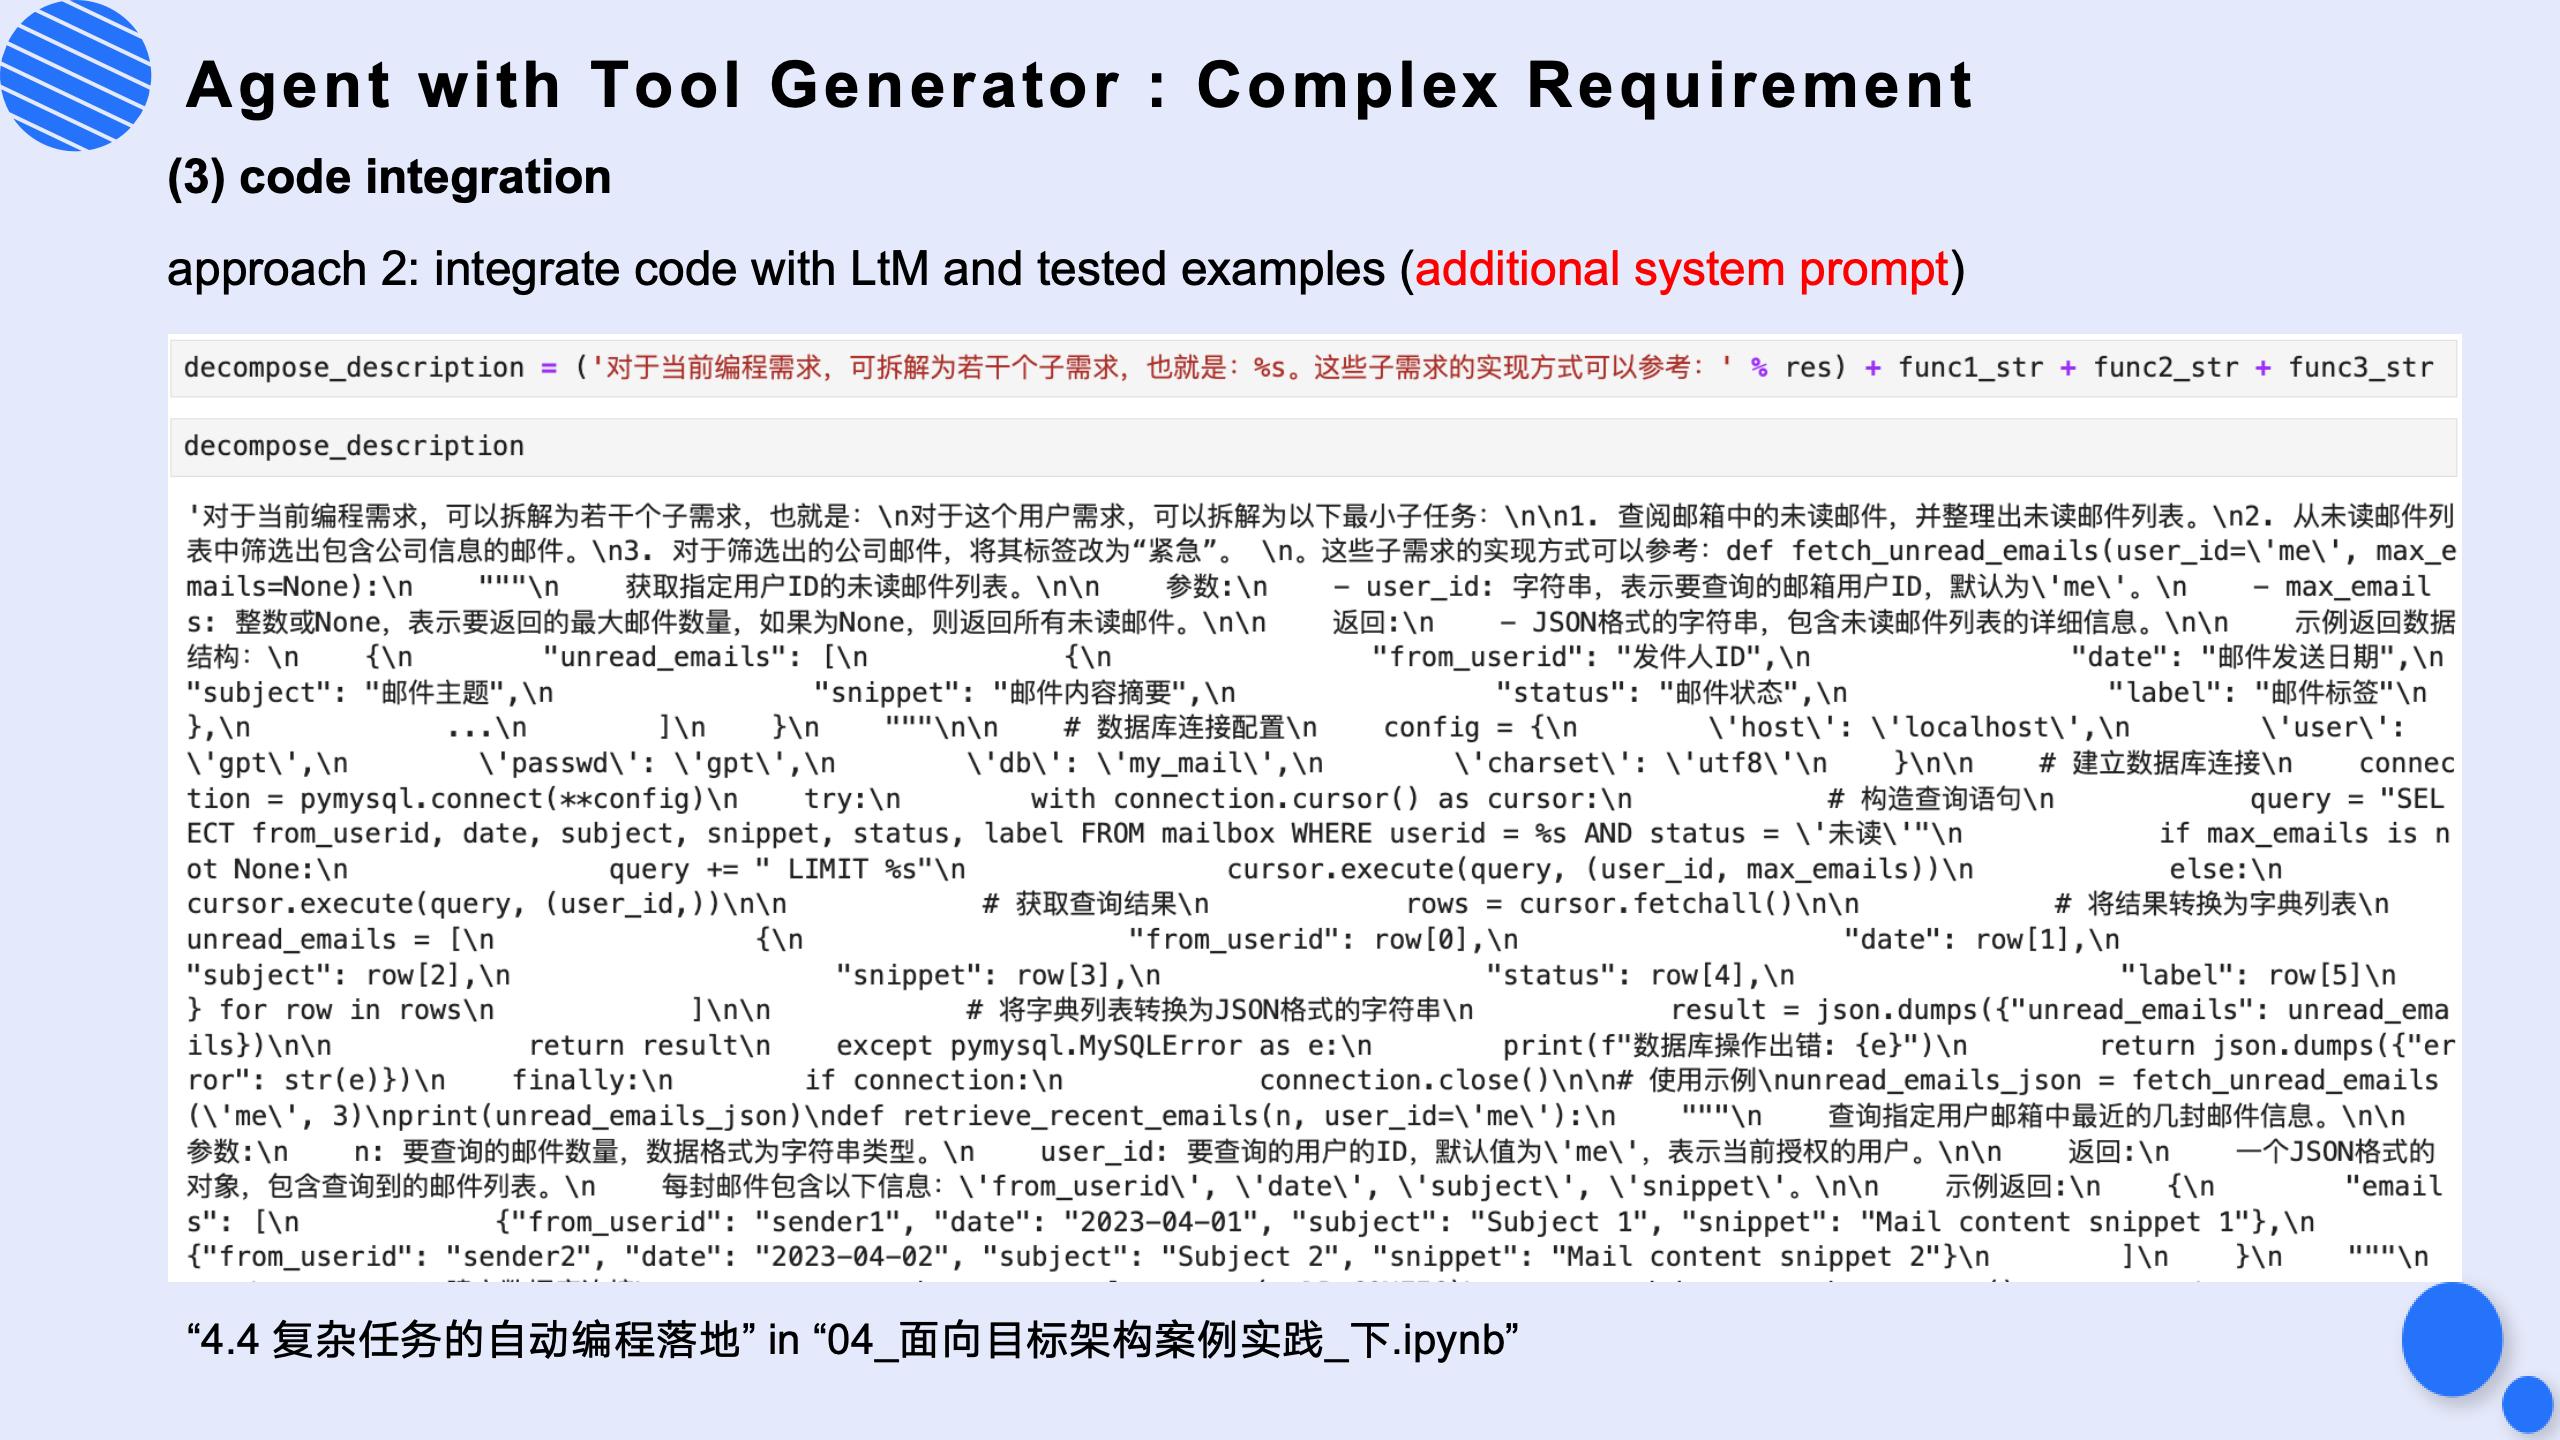 Agent with Tool Generator : Complex Requirement
(3) code integration
approach 2: integrate code with LtM and tested examples (additional system prompt)
decompose_description = ('对于当前编程需求，可拆解为若干个子需求，也就是：%s。这些子需求的实现方式可以参考：' % res) + func1_str + func2_str + func3_str
decompose_description
'对于当前编程需求，可以拆解为若干个子需求，也就是：\n对于这个用户需求，可以拆解为以下最小子任务：\n\n1. 查阅邮箱中的未读邮件，并整理出未读邮件列表。\n2. 从未读邮件列
表中筛选出包含公司信息的邮件。\n3. 对于筛选出的公司邮件，将其标签改为“紧急”。 \n。这些子需求的实现方式可以参考：def fetch_unread_emails(user_id=\'me\', max_e
mails=None):\n    """\n    获取指定用户ID的未读邮件列表。\n\n    参数:\n    - user_id: 字符串，表示要查询的邮箱用户ID，默认为\'me\'。\n    - max_email
s: 整数或None，表示要返回的最大邮件数量，如果为None，则返回所有未读邮件。\n\n    返回:\n    - JSON格式的字符串，包含未读邮件列表的详细信息。\n\n    示例返回数据
结构：\n    {\n        "unread_emails": [\n            {\n                "from_userid": "发件人ID",\n                "date": "邮件发送日期",\n
"subject": "邮件主题",\n                "snippet": "邮件内容摘要",\n                "status": "邮件状态",\n                "label": "邮件标签"\n
},\n            ...\n        ]\n    }\n    """\n\n    # 数据库连接配置\n    config = {\n        \'host\': \'localhost\',\n        \'user\':
\'gpt\',\n        \'passwd\': \'gpt\',\n        \'db\': \'my_mail\',\n        \'charset\': \'utf8\'\n    }\n\n    # 建立数据库连接\n    connec
tion = pymysql.connect(**config)\n    try:\n        with connection.cursor() as cursor:\n            # 构造查询语句\n            query = "SEL
ECT from_userid, date, subject, snippet, status, label FROM mailbox WHERE userid = %s AND status = \'未读\'"\n            if max_emails is n
ot None:\n                query += " LIMIT %s"\n                cursor.execute(query, (user_id, max_emails))\n            else:\n
cursor.execute(query, (user_id,))\n\n            # 获取查询结果\n            rows = cursor.fetchall()\n\n            # 将结果转换为字典列表\n
unread_emails = [\n                {\n                    "from_userid": row[0],\n                    "date": row[1],\n
"subject": row[2],\n                    "snippet": row[3],\n                    "status": row[4],\n                    "label": row[5]\n
} for row in rows\n            ]\n\n            # 将字典列表转换为JSON格式的字符串\n            result = json.dumps({"unread_emails": unread_ema
ils})\n\n            return result\n    except pymysql.MySQLError as e:\n        print(f"数据库操作出错: {e}")\n        return json.dumps({"er
ror": str(e)})\n    finally:\n        if connection:\n            connection.close()\n\n# 使用示例\nunread_emails_json = fetch_unread_emails
(\'me\', 3)\nprint(unread_emails_json)\ndef retrieve_recent_emails(n, user_id=\'me\'):\n    """\n    查询指定用户邮箱中最近的几封邮件信息。\n\n
参数:\n    n: 要查询的邮件数量，数据格式为字符串类型。\n    user_id: 要查询的用户的ID，默认值为\'me\'，表示当前授权的用户。\n\n    返回:\n    一个JSON格式的
对象，包含查询到的邮件列表。\n    每封邮件包含以下信息：\'from_userid\', \'date\', \'subject\', \'snippet\'。\n\n    示例返回:\n    {\n        "email
s": [\n            {"from_userid": "sender1", "date": "2023-04-01", "subject": "Subject 1", "snippet": "Mail content snippet 1"},\n
{"from_userid": "sender2", "date": "2023-04-02", "subject": "Subject 2", "snippet": "Mail content snippet 2"}\n        ]\n    }\n    """\n
“4.4 复杂任务的自动编程落地” in “04_面向目标架构案例实践_下.ipynb”